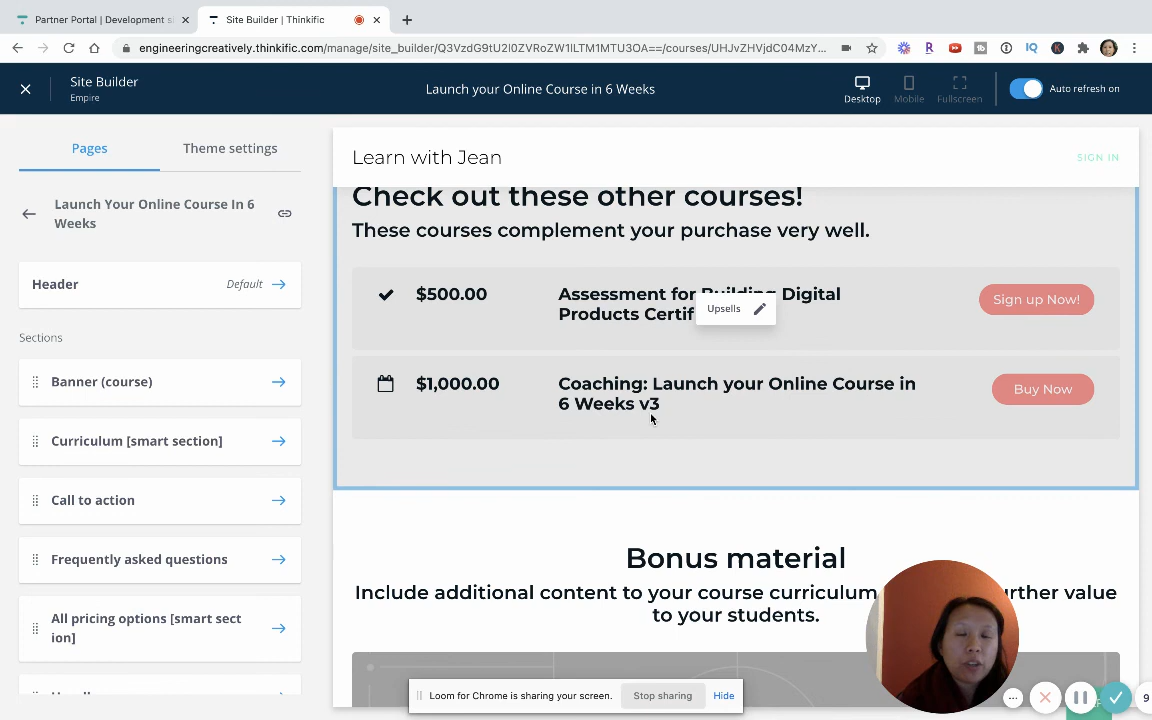 Partner Portal | Development s
Site Builder | Thinkific
engineeringcreatively.thinkific.com/manage/site_builder/Q3VzdG9tU2l0ZVRoZW1lLTM1MTU3OA==/courses/UHJvZHVjdC04MzY...
Site Builder
Empire
Launch your Online Course in 6 Weeks
Desktop
Mobile
Fullscreen
Auto refresh on
Pages
Theme settings
Launch Your Online Course In 6
Weeks
Header
Default
Sections
Banner (course)
Curriculum [smart section]
Call to action
Frequently asked questions
All pricing options [smart sect
ion]
Learn with Jean
SIGN IN
Check out these other courses!
These courses complement your purchase very well.
$500.00
Assessment for Building Digital
Products Certif
Upsells
Sign up Now!
$1,000.00
Coaching: Launch your Online Course in
6 Weeks v3
Buy Now
Bonus material
Include additional content to your course curriculum urther value
to your students.
Loom for Chrome is sharing your screen.
Stop sharing
Hide
9